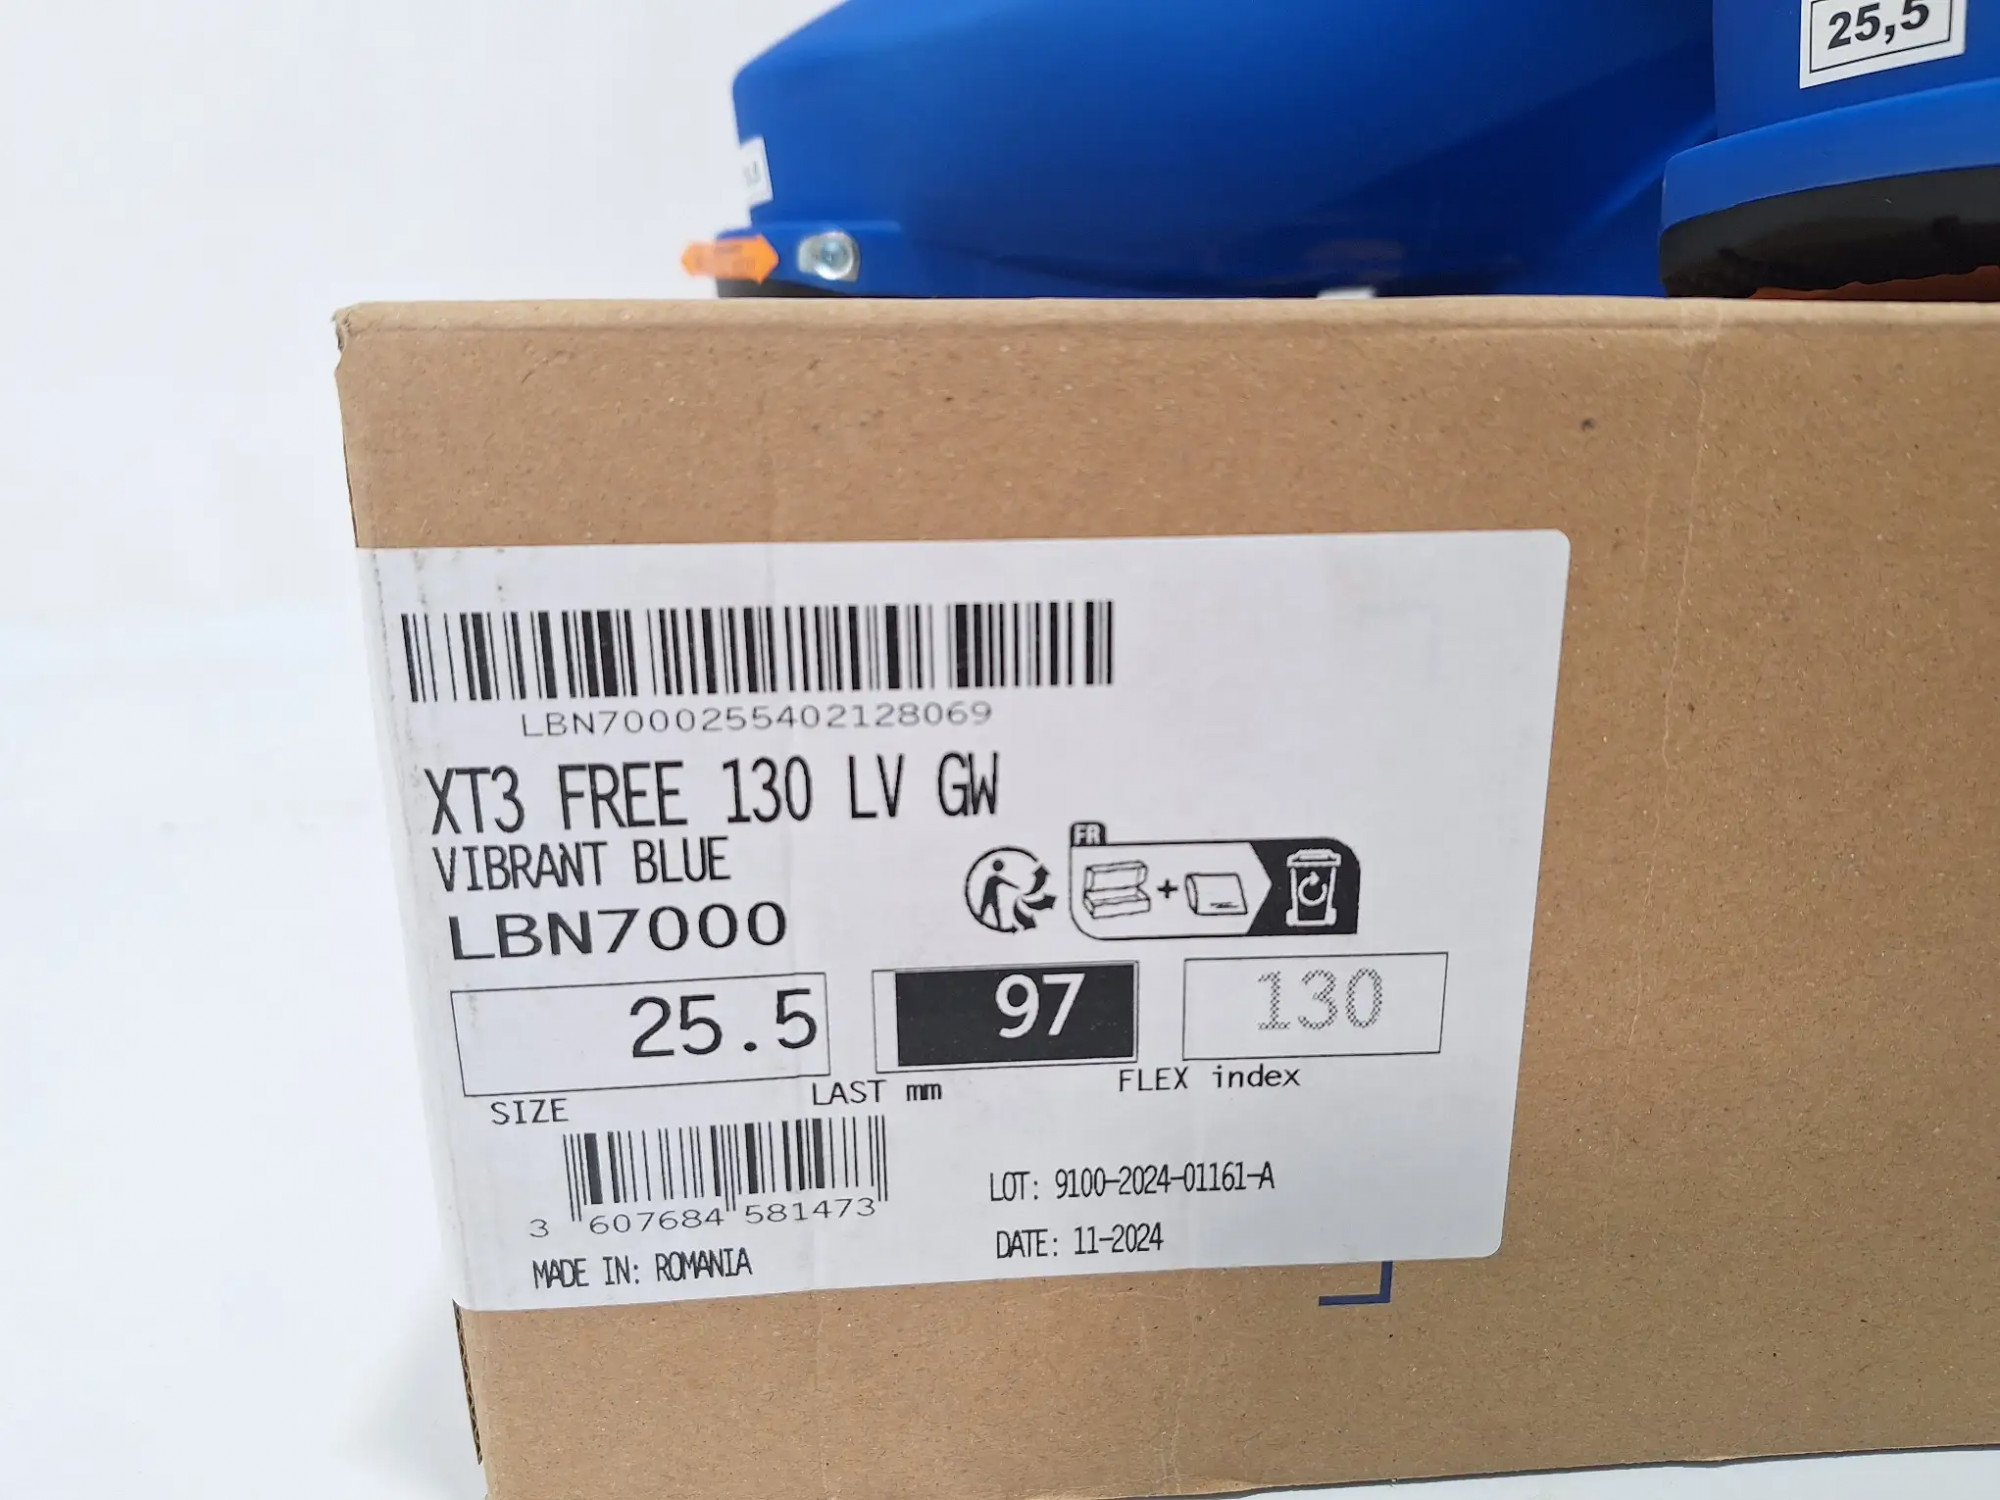 25,5
LBN7000255402128069
XT3 FREE 130 LV GW
VIBRANT BLUE
FR
LBN7000
25.5 97 130
SIZE LAST mm FLEX index
3 607684 581473
LOT: 9100-2024-01161-A
DATE: 11-2024
MADE IN: ROMANIA